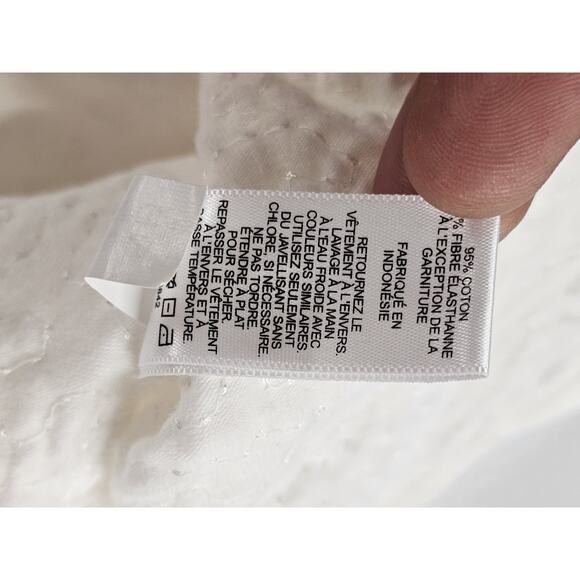 95% COTON
% FIBRE ÉLASTHANNE
À L'EXCEPTION DE LA
GARNITURE
FABRIQUÉ EN
INDONÉSIE
RETOURNEZ LE
VÊTEMENT À L'ENVERS.
LAVAGE À LA MAIN
À L'EAU FROIDE AVEC
COULEURS SIMILAIRES.
UTILISEZ SEULEMENT
DU JAVELLISANT SANS
CHLORE, SI NÉCESSAIRE.
NE PAS TORDRE.
ÉTENDRE À PLAT
POUR SÉCHER.
REPASSER LE VÊTEMENT
À L'ENVERS ET À
BASSE TEMPÉRATURE.